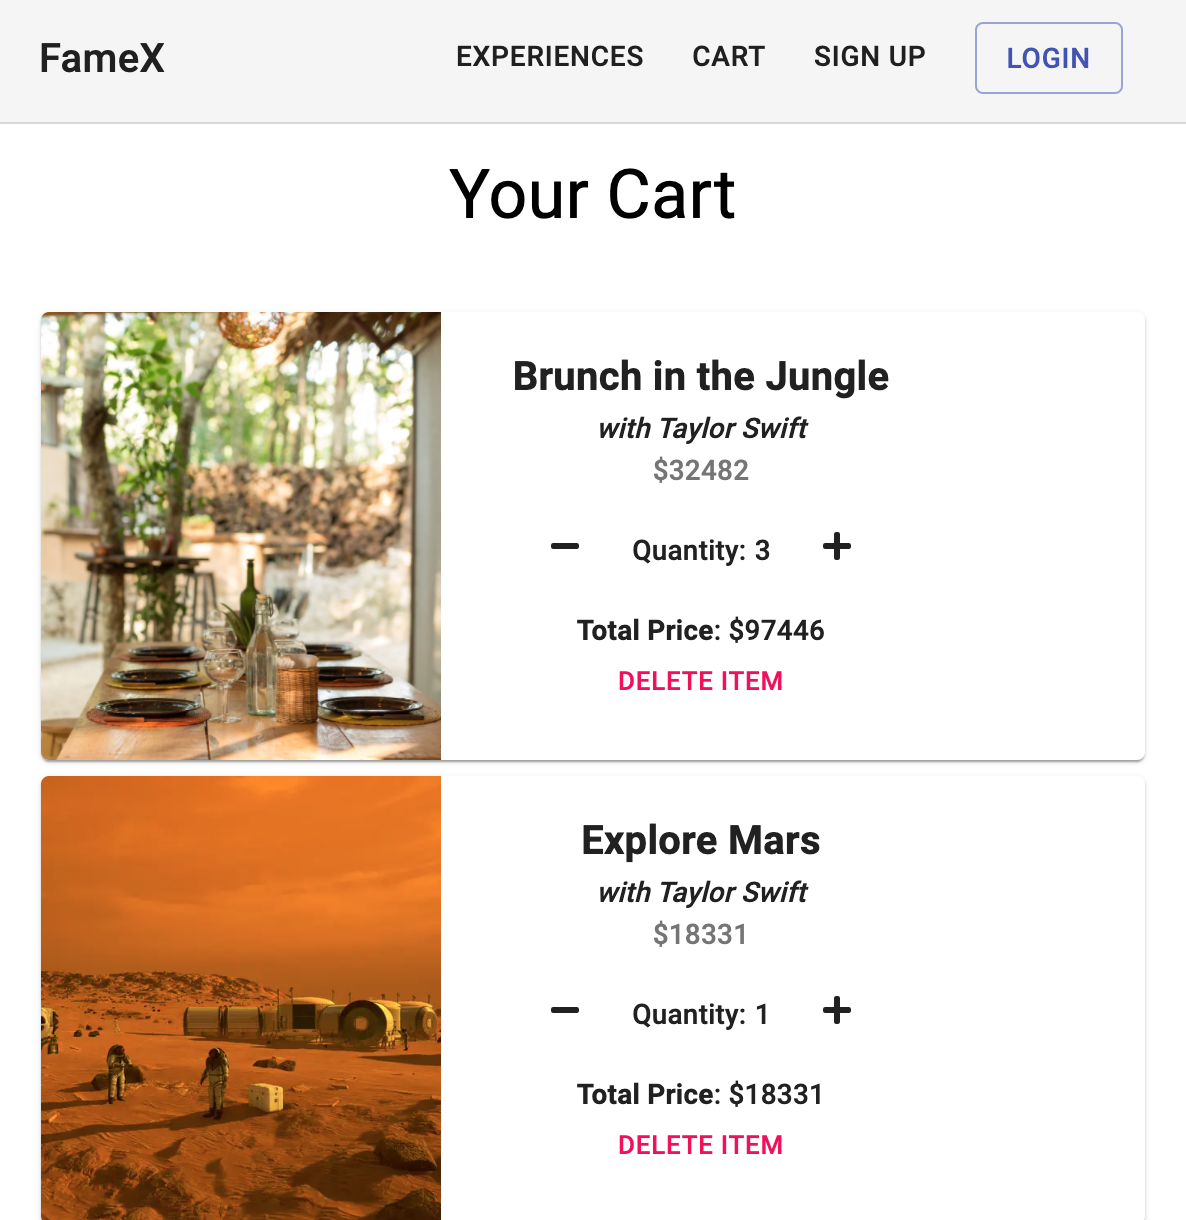 FameX
EXPERIENCES CART SIGN UP LOGIN
Your Cart
Brunch in the Jungle
with Taylor Swift
$32482
Quantity: 3
Total Price: $97446
DELETE ITEM
Explore Mars
with Taylor Swift
$18331
Quantity: 1
Total Price: $18331
DELETE ITEM